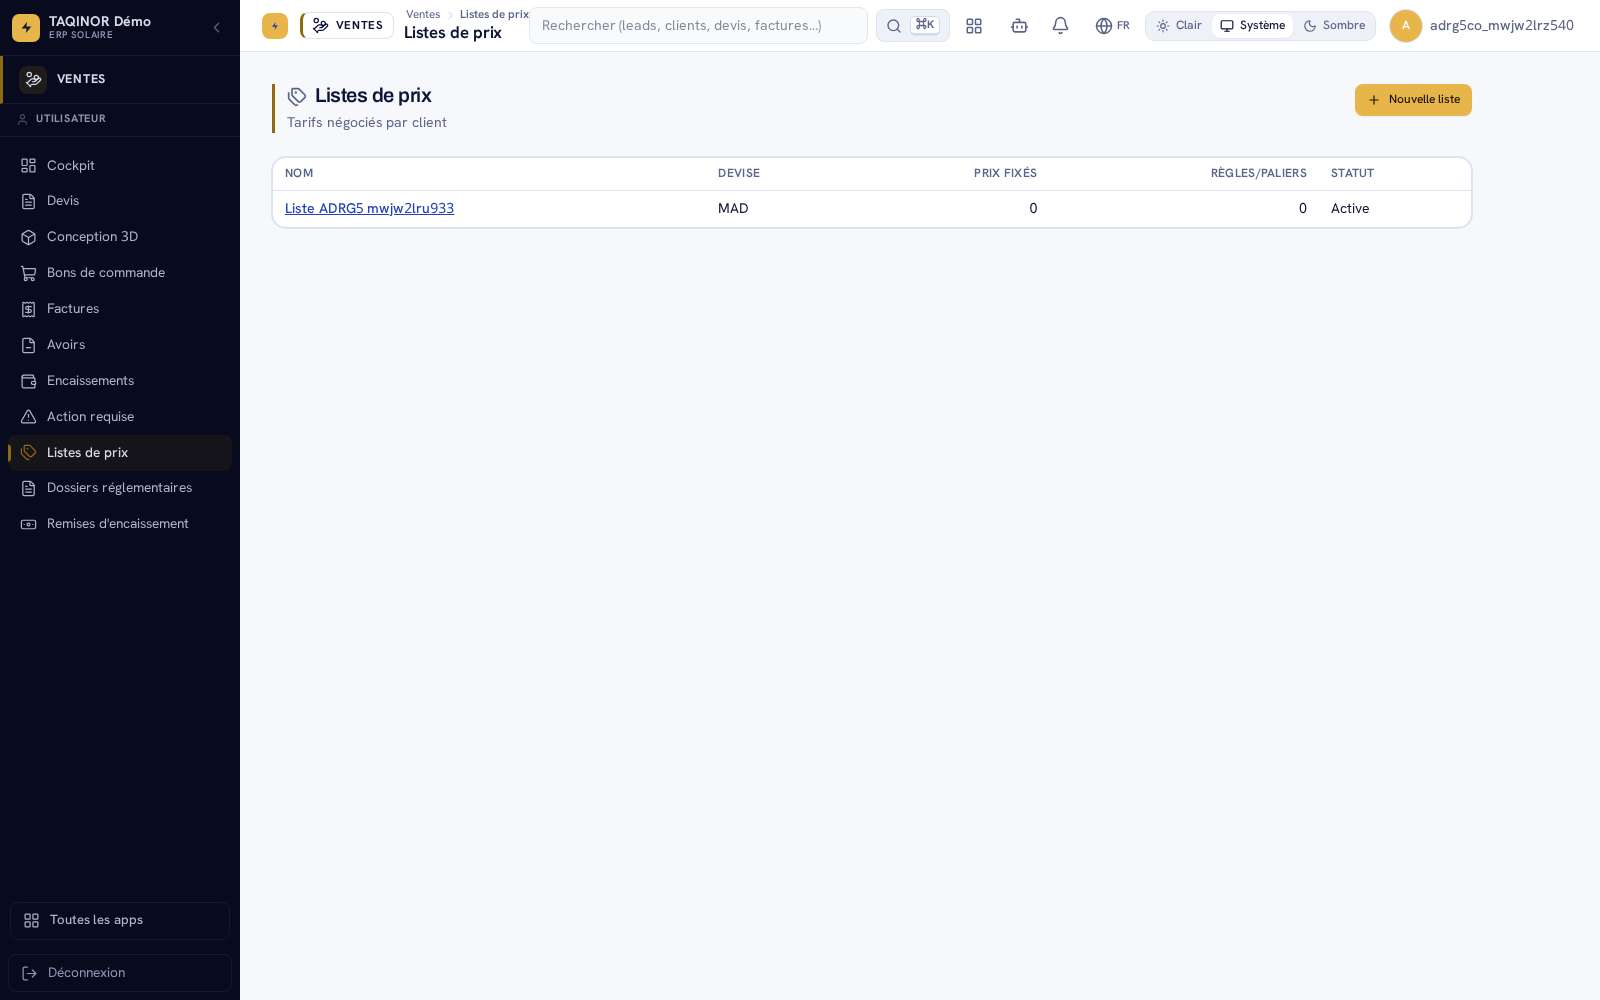 TAQINOR Démo
ERP SOLAIRE
VENTES
UTILISATEUR
Cockpit
Devis
Conception 3D
Bons de commande
Factures
Avoirs
Encaissements
Action requise
Listes de prix
Dossiers réglementaires
Remises d'encaissement
Toutes les apps
Déconnexion
VENTES
Ventes > Listes de prix
Listes de prix
Rechercher (leads, clients, devis, factures...)
⌘K
FR
Clair
Système
Sombre
A
adrg5co_mwjw2lrz540
Listes de prix
Tarifs négociés par client
+ Nouvelle liste
NOM DEVISE PRIX FIXÉS RÈGLES/PALIERS STATUT
Liste ADRG5 mwjw2lru933 MAD 0 0 Active